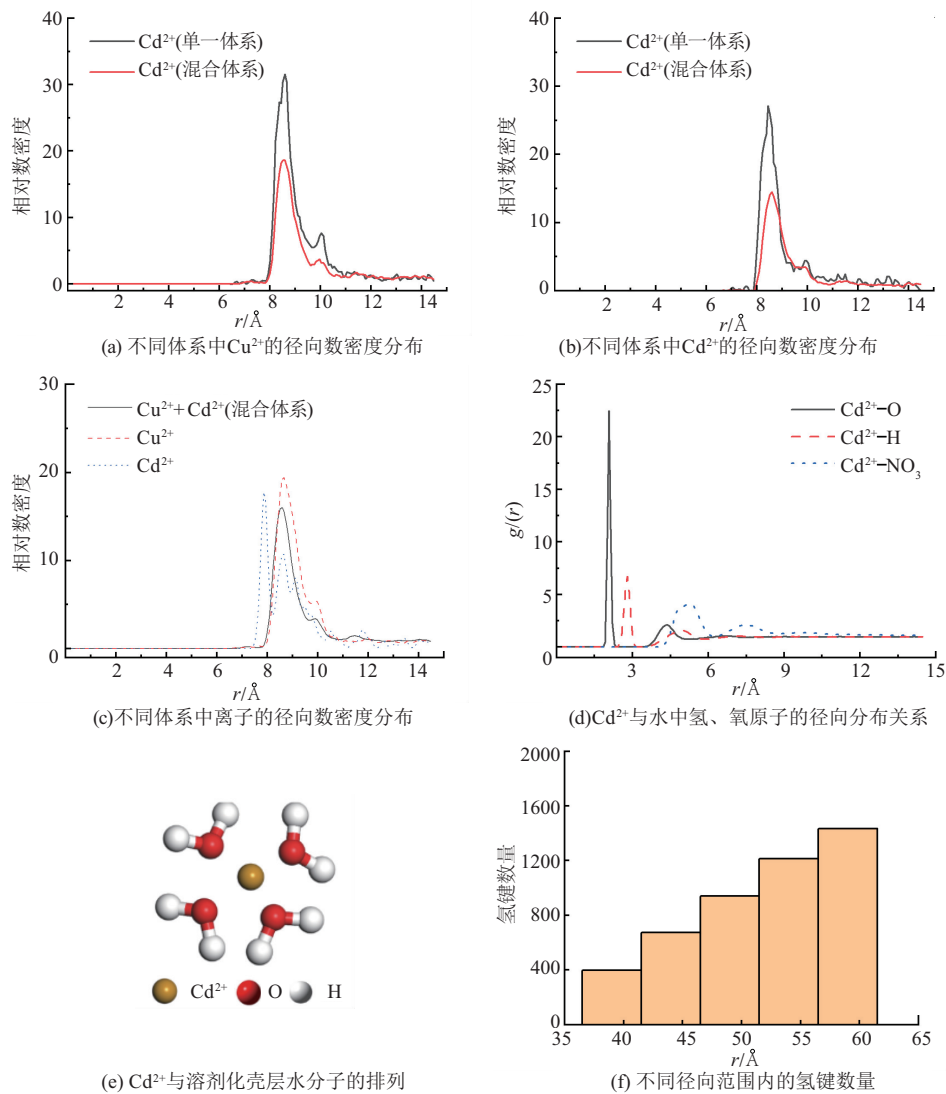 40
30
20
10
0
相对数密度
Cd²⁺(单一体系)
Cd²⁺(混合体系)
2 4 6 8 10 12 14
r/Å
(a) 不同体系中Cu²⁺的径向数密度分布
40
30
20
10
0
相对数密度
Cd²⁺(单一体系)
Cd²⁺(混合体系)
2 4 6 8 10 12 14
r/Å
(b)不同体系中Cd²⁺的径向数密度分布
30
20
10
0
相对数密度
Cu²⁺+Cd²⁺(混合体系)
Cu²⁺
Cd²⁺
2 4 6 8 10 12 14
r/Å
(c)不同体系中离子的径向数密度分布
25
20
15
10
5
0
g/(r)
Cd²⁺–O
Cd²⁺–H
Cd²⁺–NO₃
3 6 9 12 15
r/Å
(d)Cd²⁺与水中氢、氧原子的径向分布关系
Cd²⁺ O H
(e) Cd²⁺与溶剂化壳层水分子的排列
2000
1600
1200
800
400
0
氢键数量
35 40 45 50 55 60 65
r/Å
(f) 不同径向范围内的氢键数量